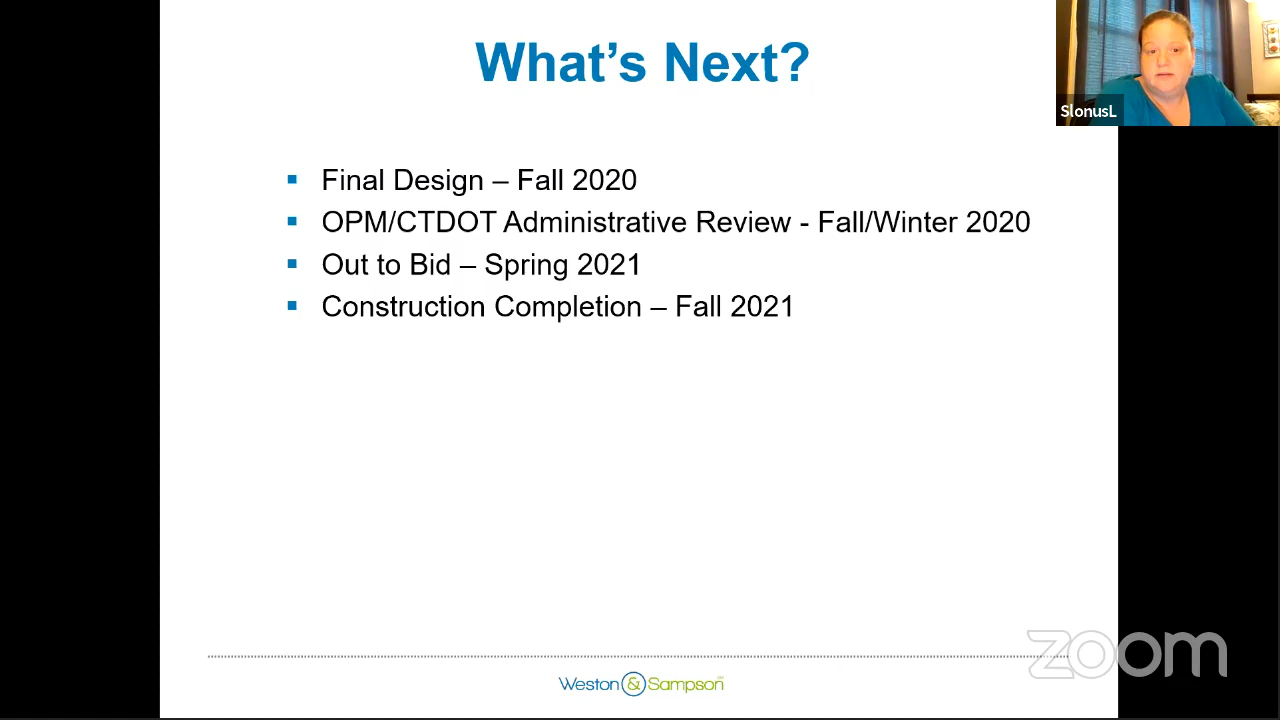 What's Next?
SlonusL
▪ Final Design – Fall 2020
▪ OPM/CTDOT Administrative Review - Fall/Winter 2020
▪ Out to Bid – Spring 2021
▪ Construction Completion – Fall 2021
zoom
Weston & Sampson